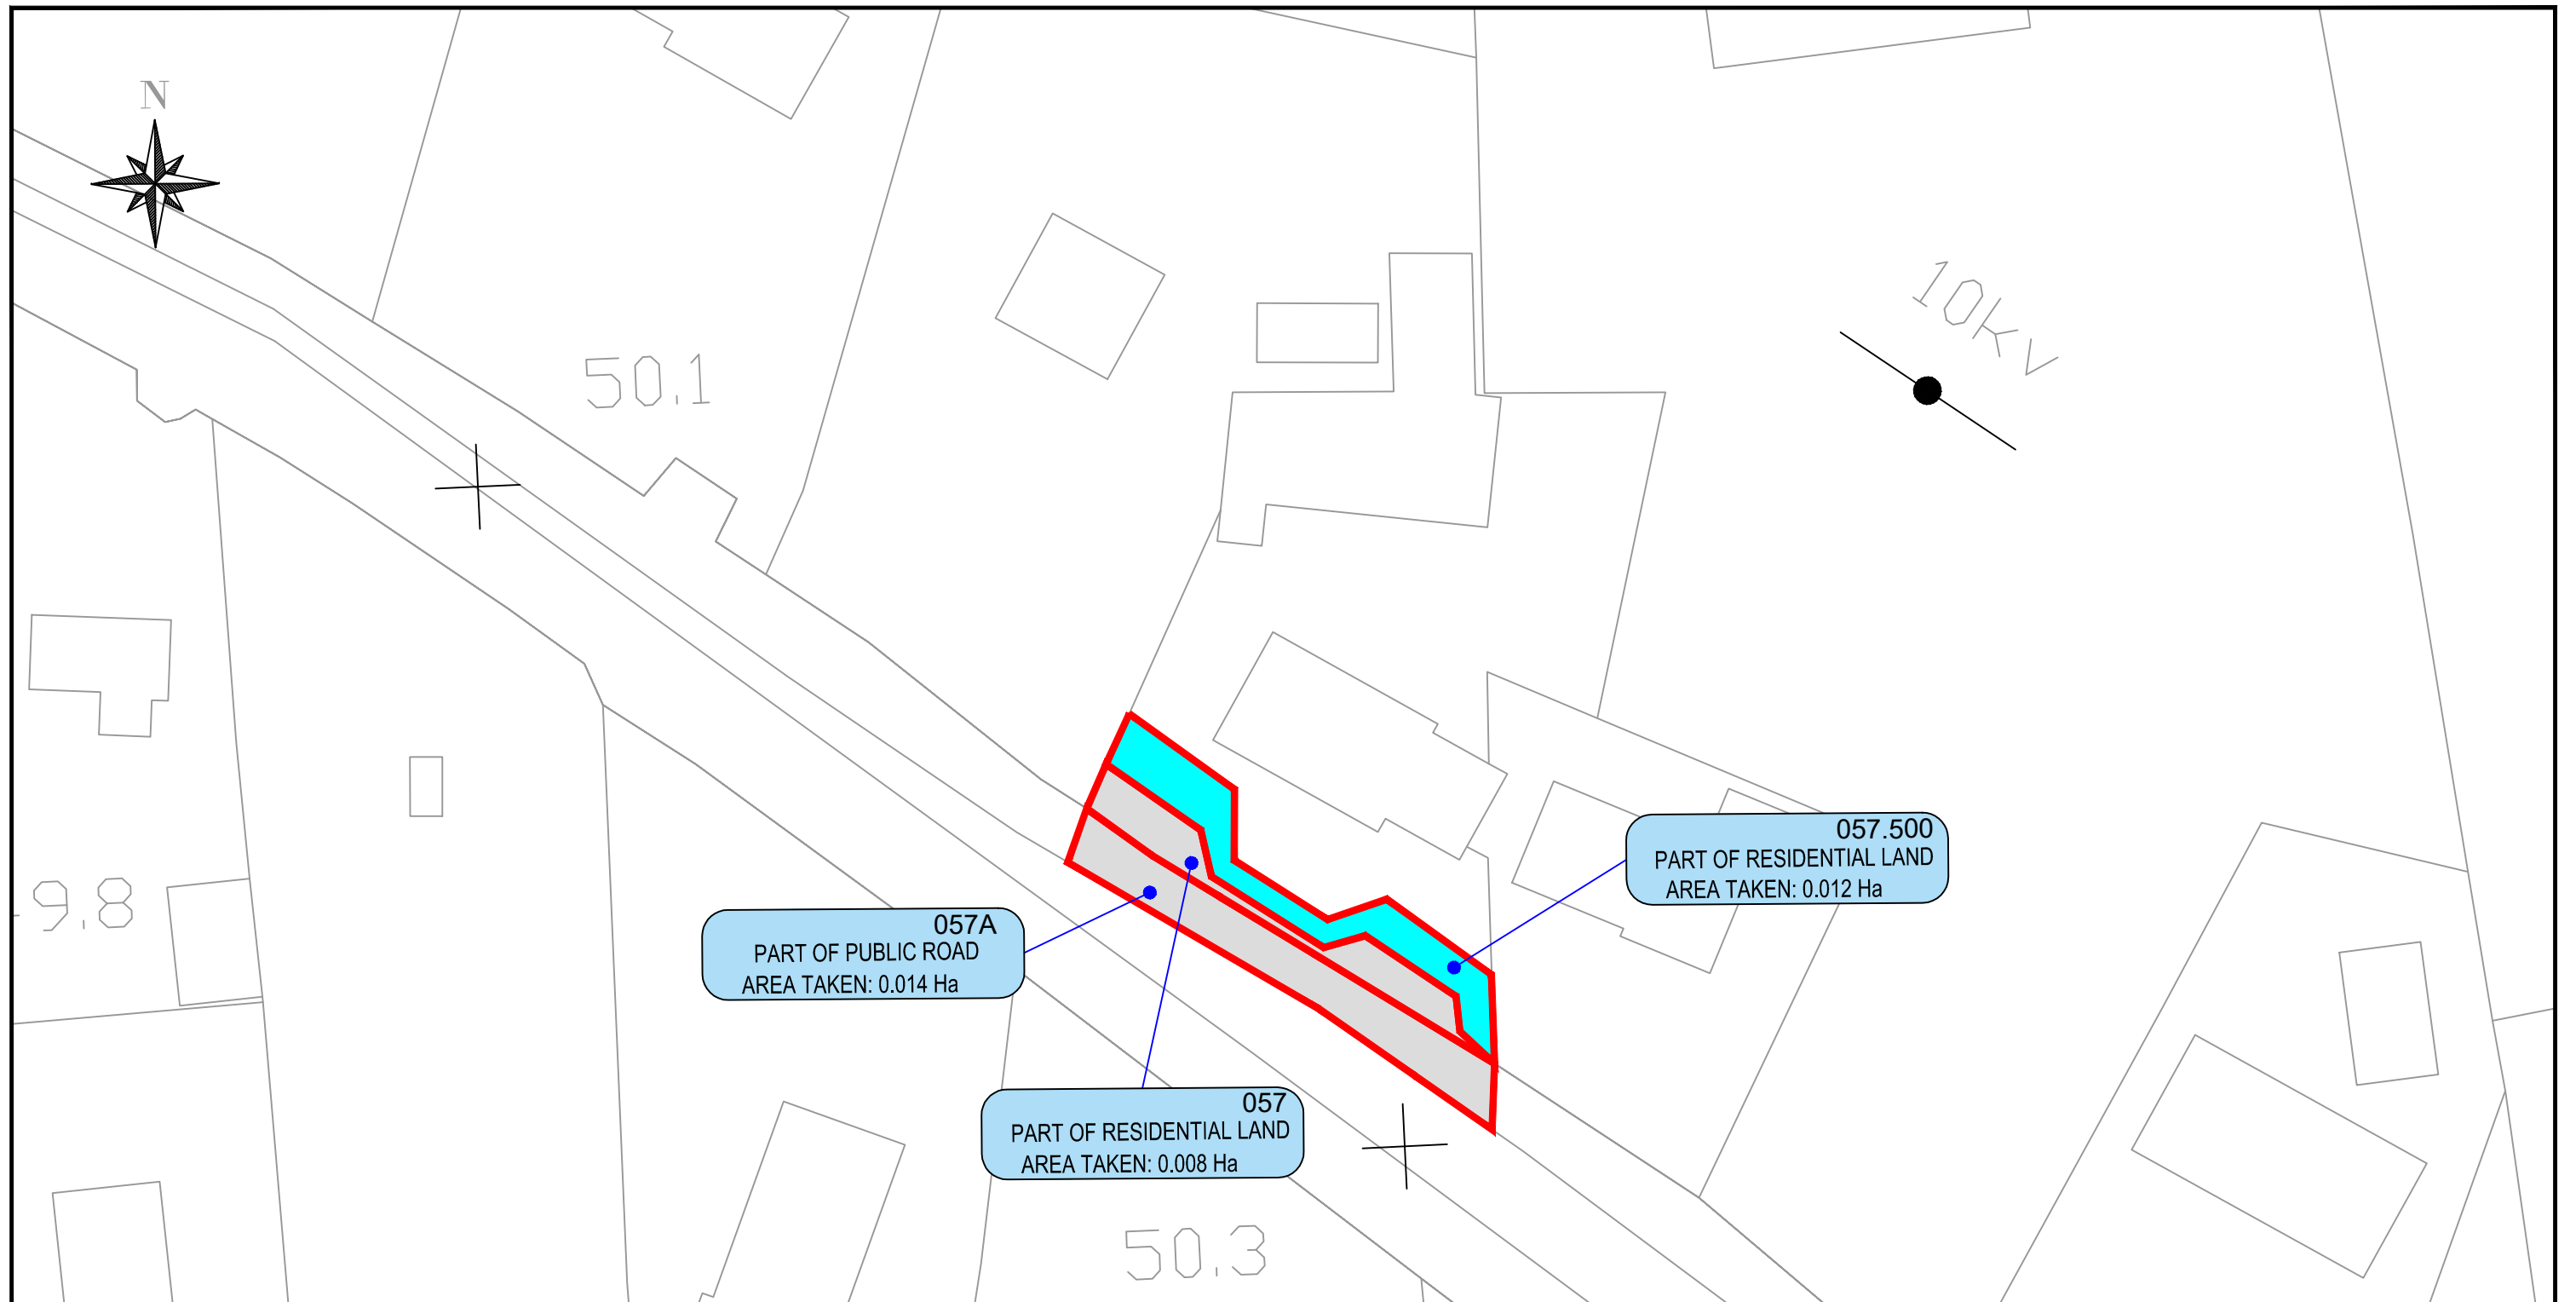 N
10kV
50.1
9.8
057.500
PART OF RESIDENTIAL LAND
AREA TAKEN: 0.012 Ha
057A
PART OF PUBLIC ROAD
AREA TAKEN: 0.014 Ha
057
PART OF RESIDENTIAL LAND
AREA TAKEN: 0.008 Ha
50.3